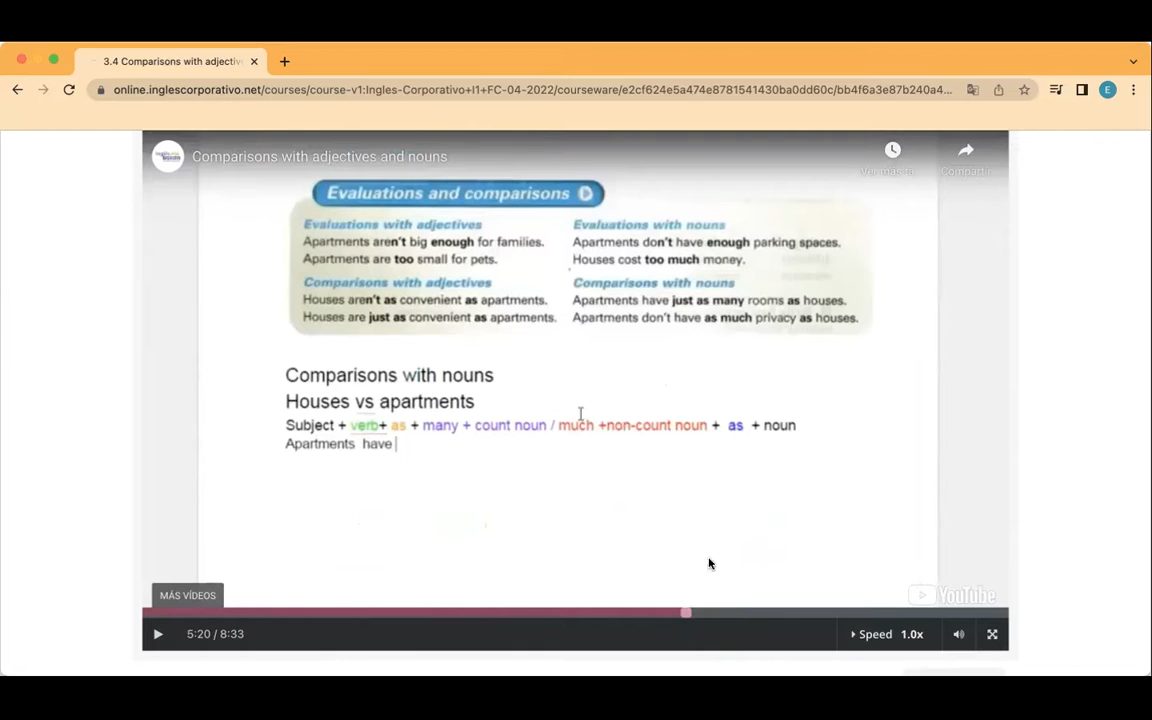 3.4 Comparisons with adjectiv
online.inglescorporativo.net/courses/course-v1:Ingles-Corporativo+I1+FC-04-2022/courseware/e2cf624e5a474e8781541430ba0dd60c/bb4f6a3e87b240a4...
E
Comparisons with adjectives and nouns
Compartir
Evaluations and comparisons
Evaluations with adjectives
Apartments aren't big enough for families.
Apartments are too small for pets.
Comparisons with adjectives
Houses aren't as convenient as apartments.
Houses are just as convenient as apartments.
Evaluations with nouns
Apartments don't have enough parking spaces.
Houses cost too much money.
Comparisons with nouns
Apartments have just as many rooms as houses.
Apartments don't have as much privacy as houses.
Comparisons with nouns
Houses vs apartments
Subject + verb+ as + many + count noun / much +non-count noun + as + noun
Apartments have
MÁS VÍDEOS
YouTube
5:20 / 8:33
Speed 1.0x